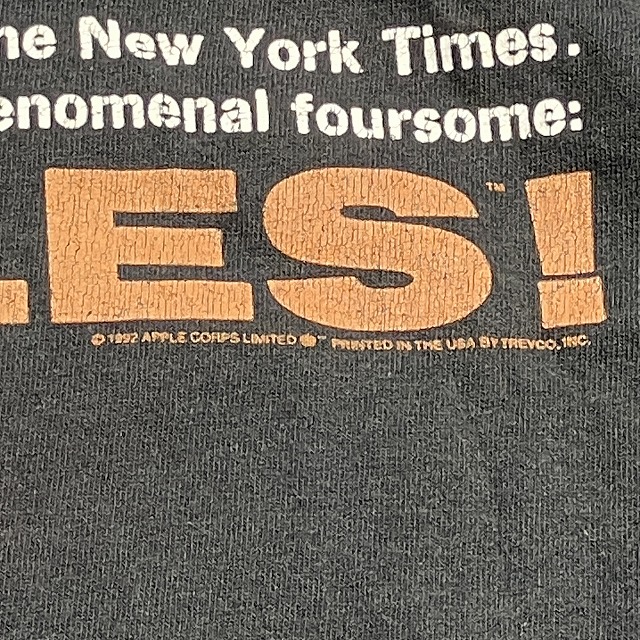 he New York Times.
enomenal foursome:
LES!™
© 1992 APPLE CORPS LIMITED ™ PRINTED IN THE USA BY TREVCO, INC.